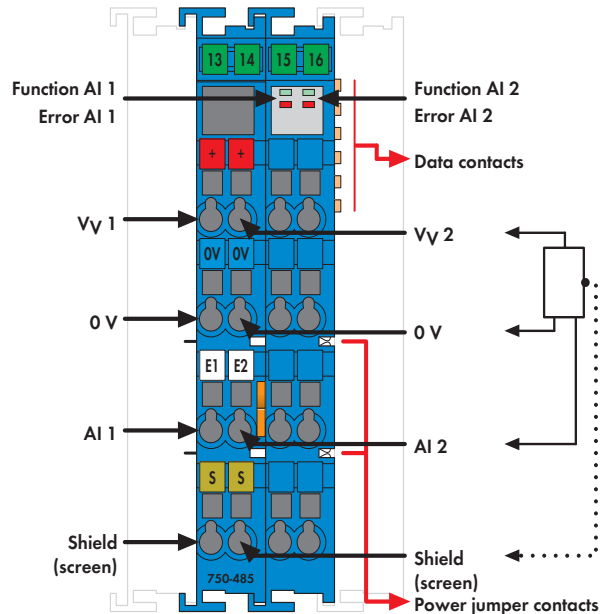 13 14 15 16
Function AI 1
Error AI 1
Function AI 2
Error AI 2
+ +
Data contacts
VV 1
VV 2
0V 0V
0 V
0 V
E1 E2
AI 1
AI 2
S S
Shield
(screen)
Shield
(screen)
750-485
Power jumper contacts